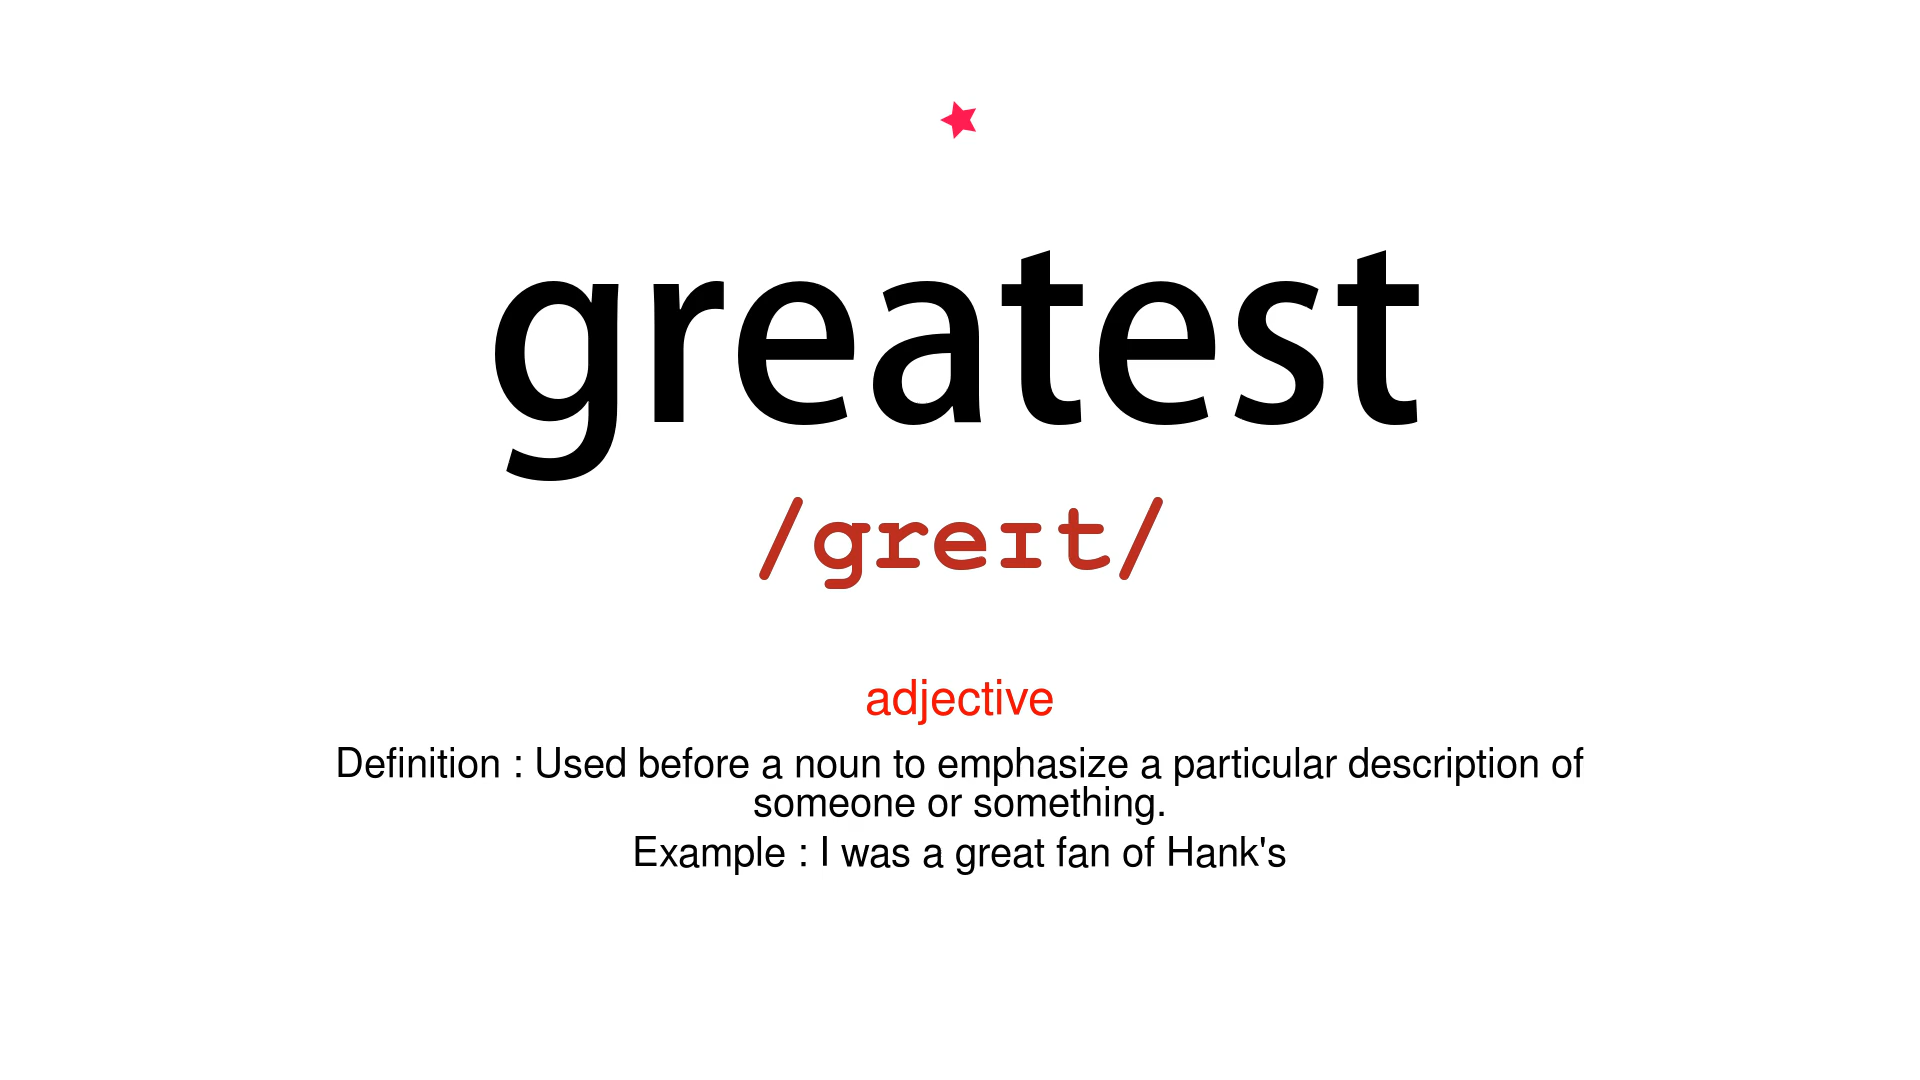 greatest
/greɪt/
adjective
Definition : Used before a noun to emphasize a particular description of
someone or something.
Example : I was a great fan of Hank's